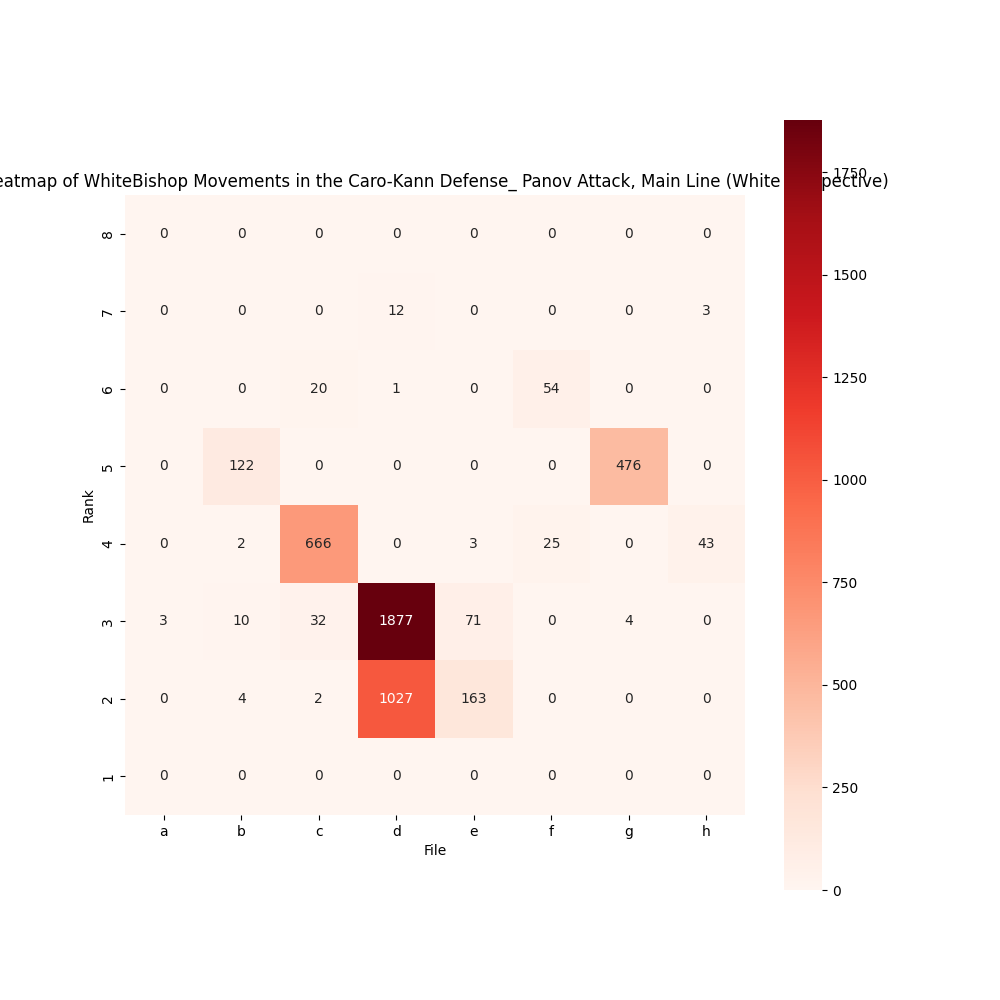 eatmap of WhiteBishop Movements in the Caro-Kann Defense_ Panov Attack, Main Line (White pective)
1750
8 0 0 0 0 0 0 0 0
7 0 0 0 12 0 0 0 3
1500
6 0 0 20 1 0 54 0 0
1250
5 0 122 0 0 0 0 476 0
1000
Rank
4 0 2 666 0 3 25 0 43
750
3 3 10 32 1877 71 0 4 0
500
2 0 4 2 1027 163 0 0 0
250
1 0 0 0 0 0 0 0 0
a b c d e f g h
File
0